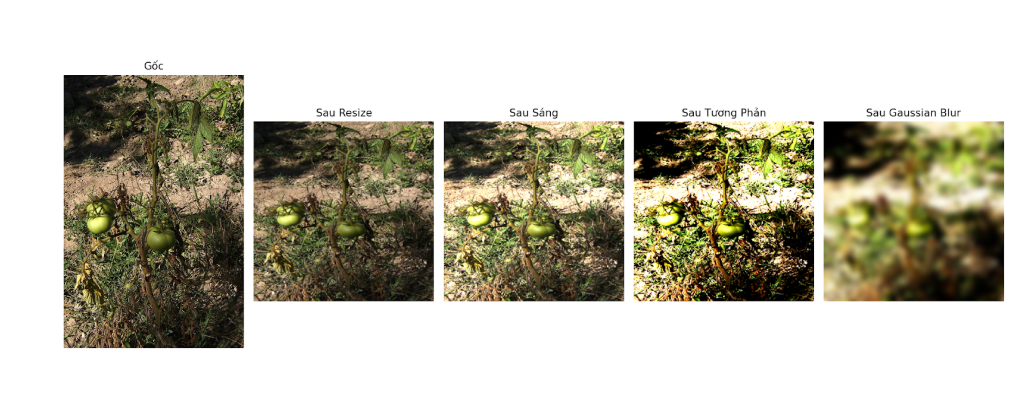 Gốc
Sau Resize
Sau Sáng
Sau Tương Phản
Sau Gaussian Blur